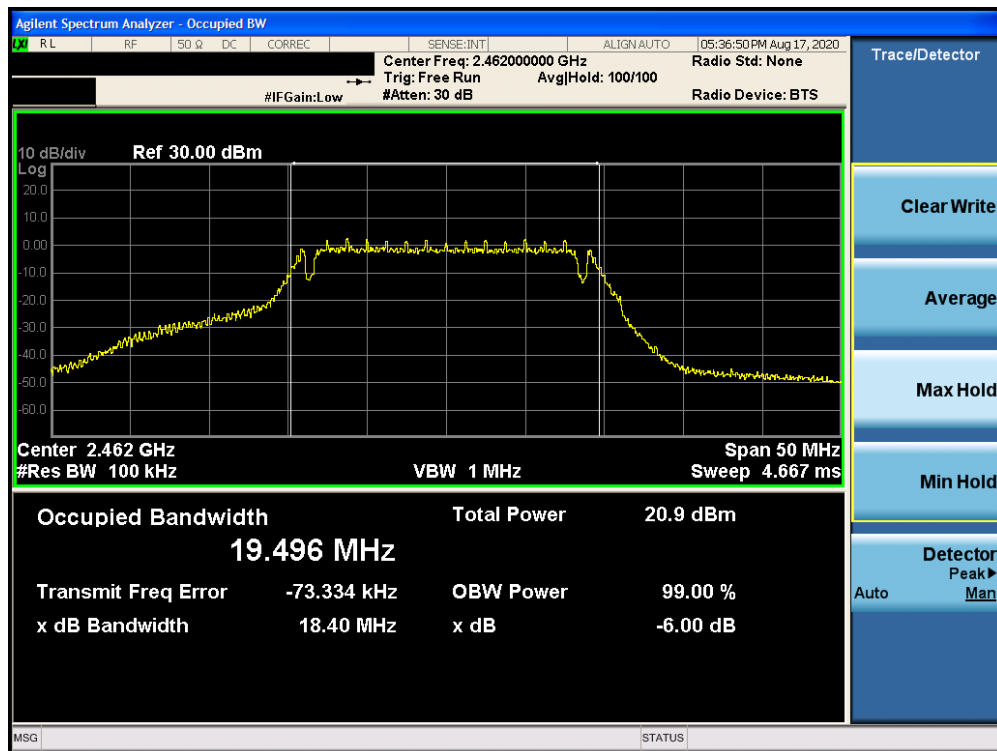 Agilent Spectrum Analyzer - Occupied BW
LXI RL RF 50 Ω DC CORREC SENSE:INT ALIGN AUTO 05:36:50 PM Aug 17, 2020
Center Freq: 2.462000000 GHz Radio Std: None
Trig: Free Run Avg|Hold: 100/100
#IFGain:Low #Atten: 30 dB Radio Device: BTS
10 dB/div Ref 30.00 dBm
Log
20.0
10.0
0.00
-10.0
-20.0
-30.0
-40.0
-50.0
-60.0
Center 2.462 GHz Span 50 MHz
#Res BW 100 kHz VBW 1 MHz Sweep 4.667 ms
Occupied Bandwidth Total Power 20.9 dBm
19.496 MHz
Transmit Freq Error -73.334 kHz OBW Power 99.00 %
x dB Bandwidth 18.40 MHz x dB -6.00 dB
Trace/Detector
Clear Write
Average
Max Hold
Min Hold
Detector
Peak▶
Auto Man
MSG STATUS